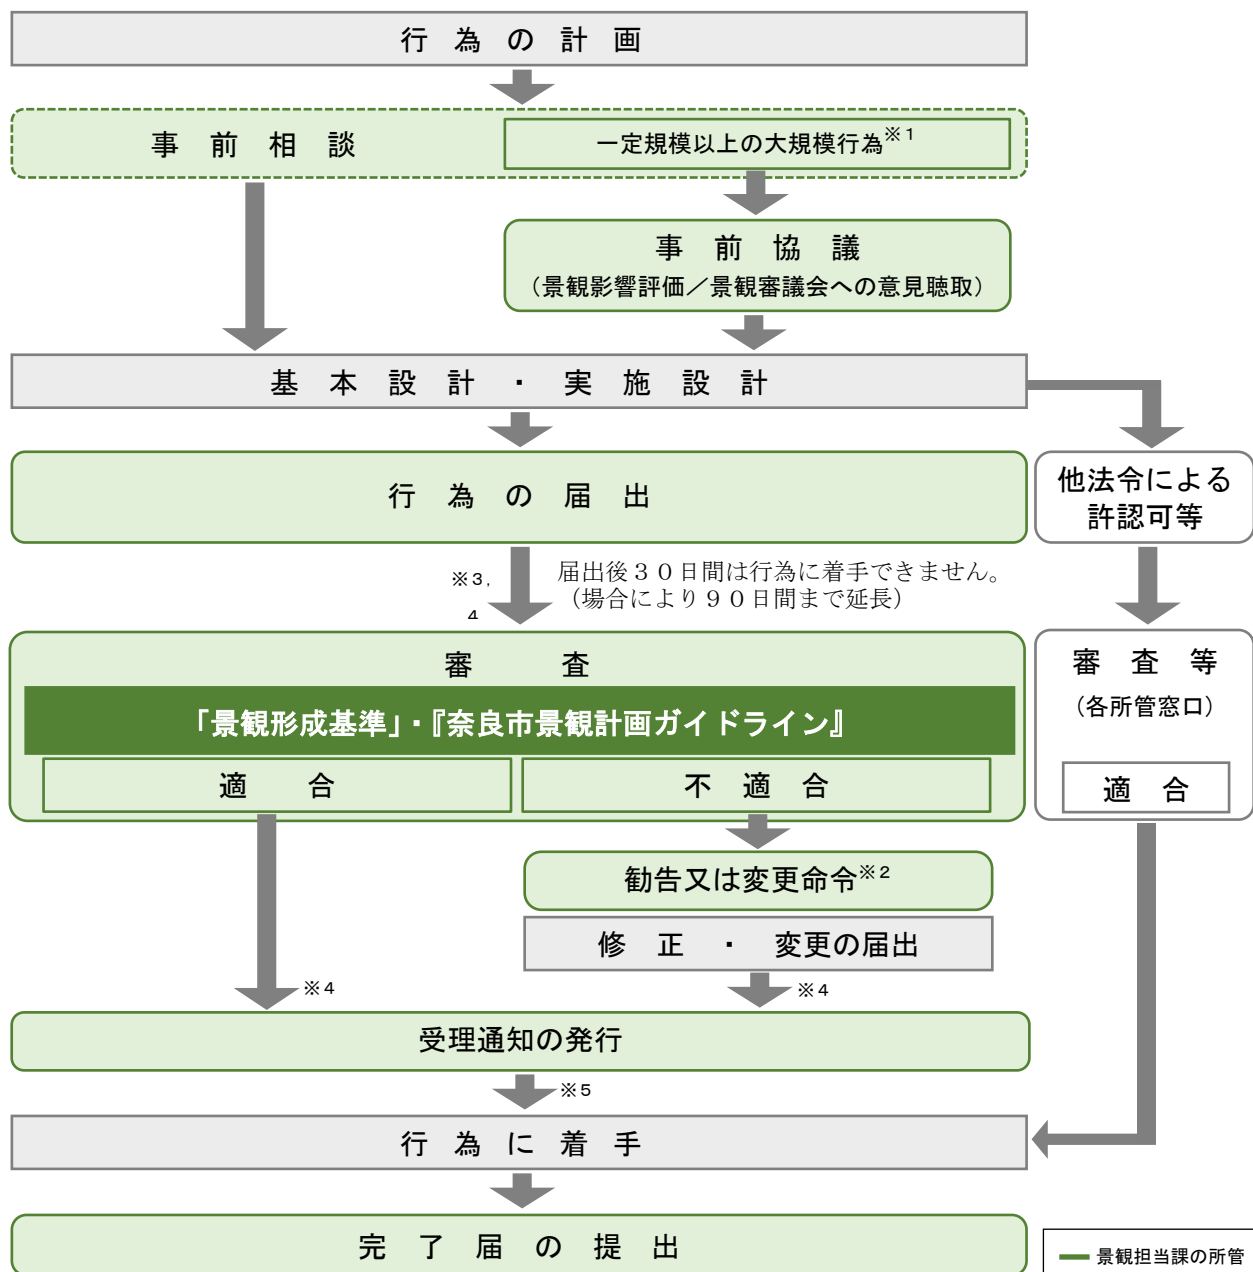 行為の計画
事前相談
一定規模以上の大規模行為※1
事前協議
（景観影響評価／景観審議会への意見聴取）
基本設計・実施設計
行為の届出
他法令による
許認可等
※3,
4
届出後３０日間は行為に着手できません。
（場合により９０日間まで延長）
審査
「景観形成基準」・『奈良市景観計画ガイドライン』
適合
不適合
審査等
（各所管窓口）
適合
勧告又は変更命令※2
修正・変更の届出
※4
※4
受理通知の発行
※5
行為に着手
完了届の提出
景観担当課の所管